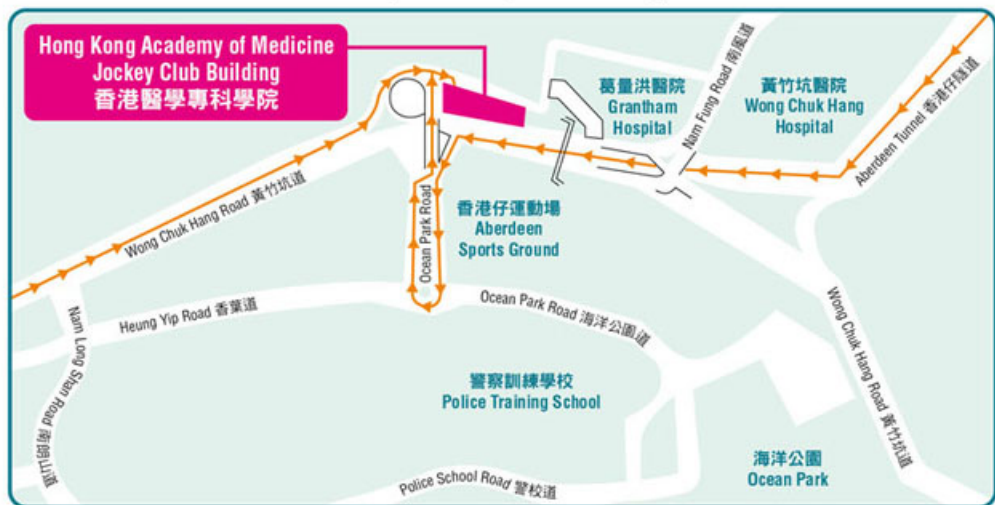 Hong Kong Academy of Medicine
Jockey Club Building
香港醫學專科學院
葛量洪醫院
Grantham
Hospital
Nam Fung Road 南風道
黃竹坑醫院
Wong Chuk Hang
Hospital
Aberdeen Tunnel 香港仔隧道
Wong Chuk Hang Road 黃竹坑道
Ocean Park Road
香港仔運動場
Aberdeen
Sports Ground
Nam Long Shan Road 南朗山道
Heung Yip Road 香葉道
Ocean Park Road 海洋公園道
Wong Chuk Hang Road 黃竹坑道
警察訓練學校
Police Training School
海洋公園
Ocean Park
Police School Road 警校道